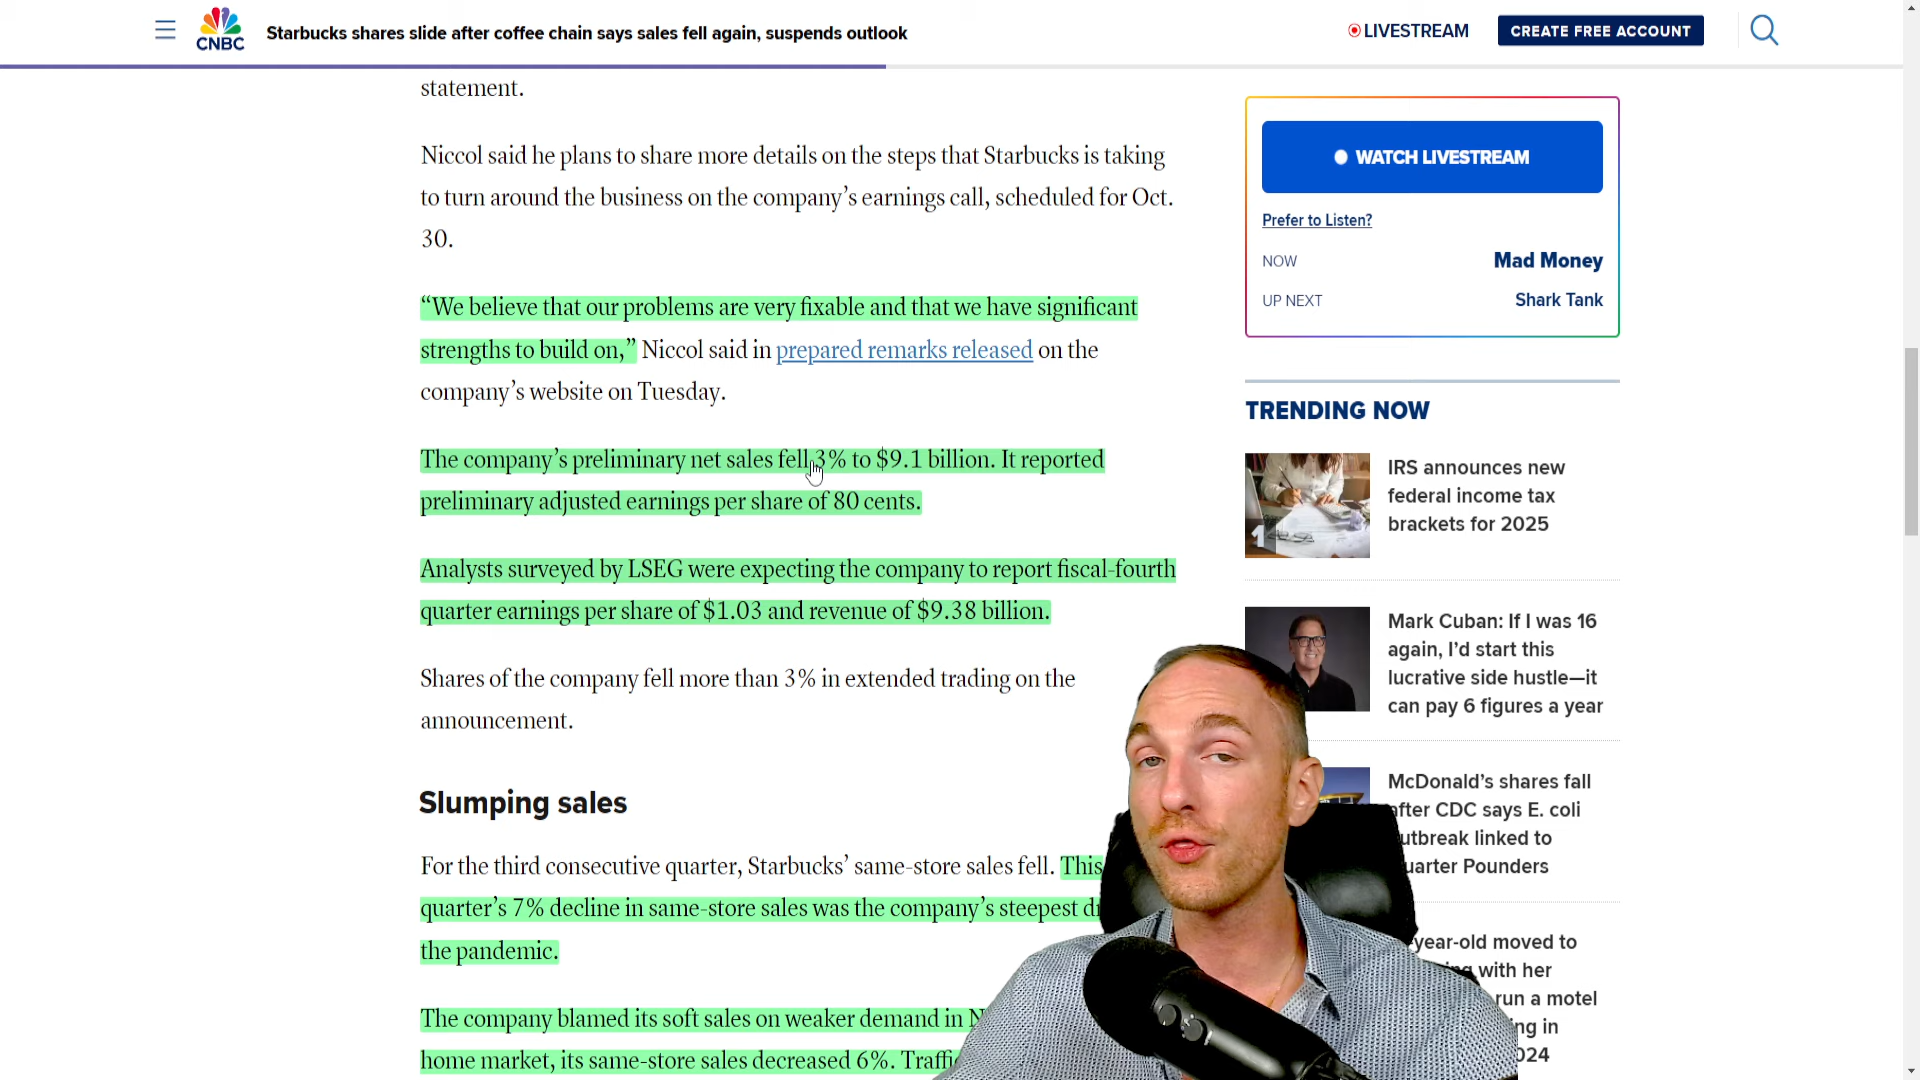 CNBC
Starbucks shares slide after coffee chain says sales fell again, suspends outlook
LIVESTREAM
CREATE FREE ACCOUNT
statement.
Niccol said he plans to share more details on the steps that Starbucks is taking
to turn around the business on the company’s earnings call, scheduled for Oct.
30.
“We believe that our problems are very fixable and that we have significant
strengths to build on,” Niccol said in prepared remarks released on the
company’s website on Tuesday.
The company’s preliminary net sales fell 3% to $9.1 billion. It reported
preliminary adjusted earnings per share of 80 cents.
Analysts surveyed by LSEG were expecting the company to report fiscal-fourth
quarter earnings per share of $1.03 and revenue of $9.38 billion.
Shares of the company fell more than 3% in extended trading on the
announcement.
Slumping sales
For the third consecutive quarter, Starbucks’ same-store sales fell. This
quarter’s 7% decline in same-store sales was the company’s steepest
the pandemic.
The company blamed its soft sales on weaker demand in
home market, its same-store sales decreased 6%.
WATCH LIVESTREAM
Prefer to Listen?
NOW
Mad Money
UP NEXT
Shark Tank
TRENDING NOW
1
IRS announces new
federal income tax
brackets for 2025
Mark Cuban: If I was 16
again, I’d start this
lucrative side hustle—it
can pay 6 figures a year
McDonald’s shares fall
after CDC says E. coli
outbreak linked to
Quarter Pounders
-year-old moved to
with her
run a motel
in